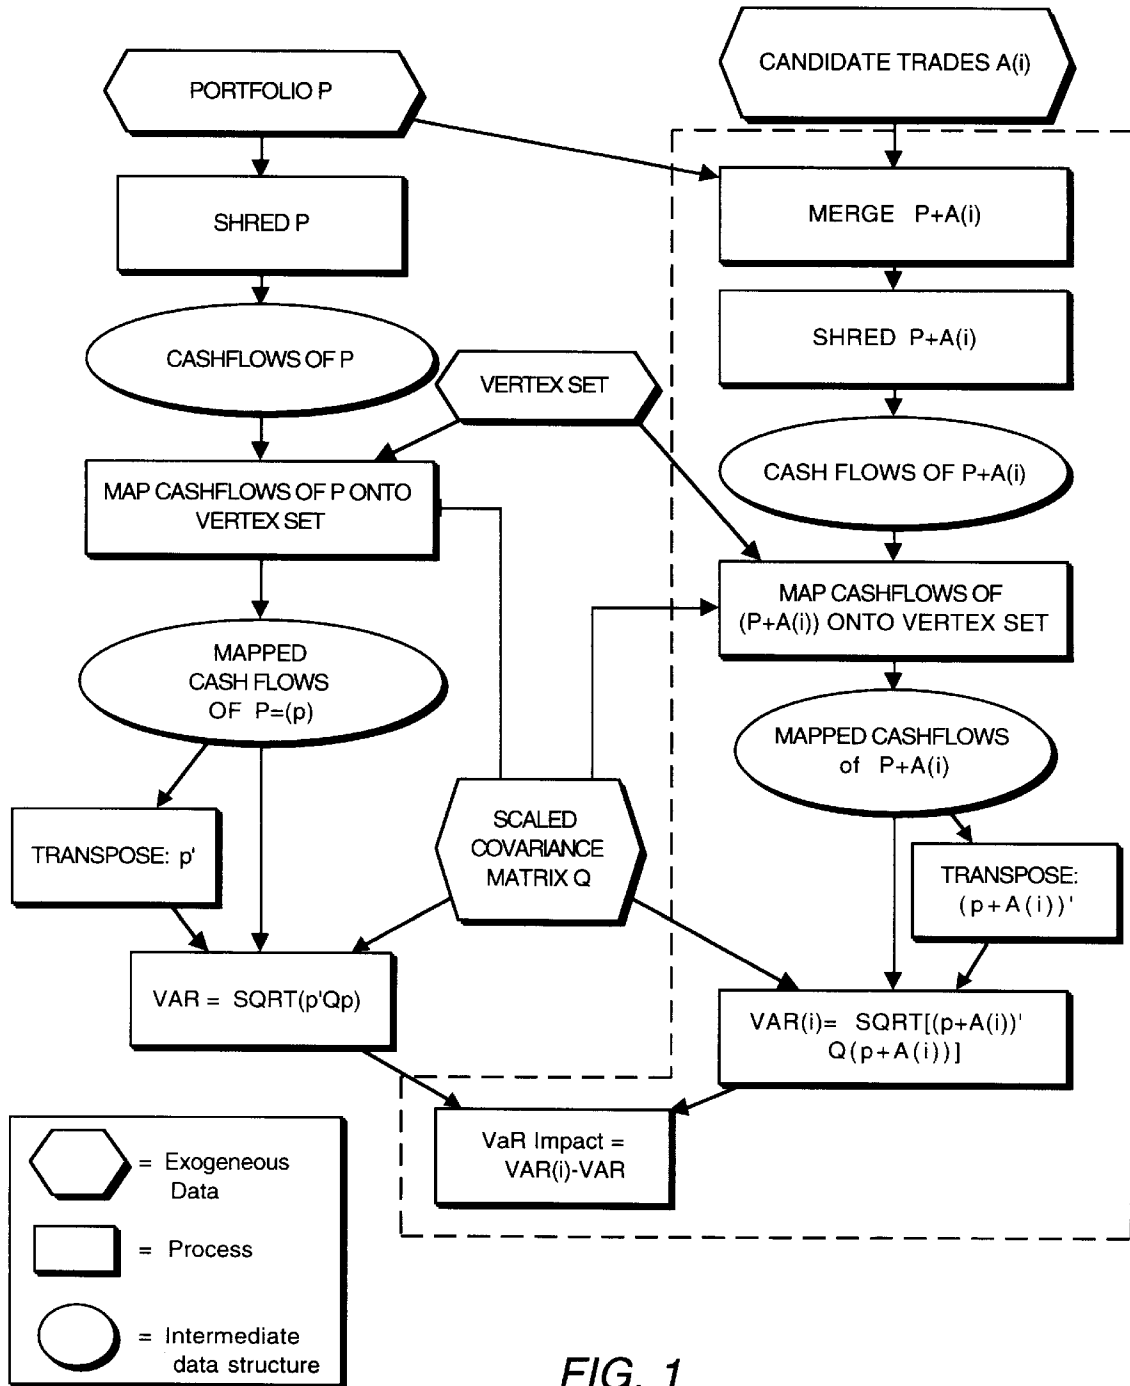 PORTFOLIO P
CANDIDATE TRADES A(i)
SHRED P
MERGE P+A(i)
CASHFLOWS OF P
SHRED P+A(i)
VERTEX SET
CASH FLOWS OF P+A(i)
MAP CASHFLOWS OF P ONTO
VERTEX SET
MAP CASHFLOWS OF
(P+A(i)) ONTO VERTEX SET
MAPPED
CASH FLOWS
OF P=(p)
MAPPED CASHFLOWS
of P+A(i)
TRANSPOSE: p'
SCALED
COVARIANCE
MATRIX Q
TRANSPOSE:
(p+A(i))'
VAR = SQRT(p'Qp)
VAR(i)= SQRT[(p+A(i))'
Q(p+A(i))]
VaR Impact =
VAR(i)-VAR
= Exogeneous
Data
= Process
= Intermediate
data structure
FIG. 1